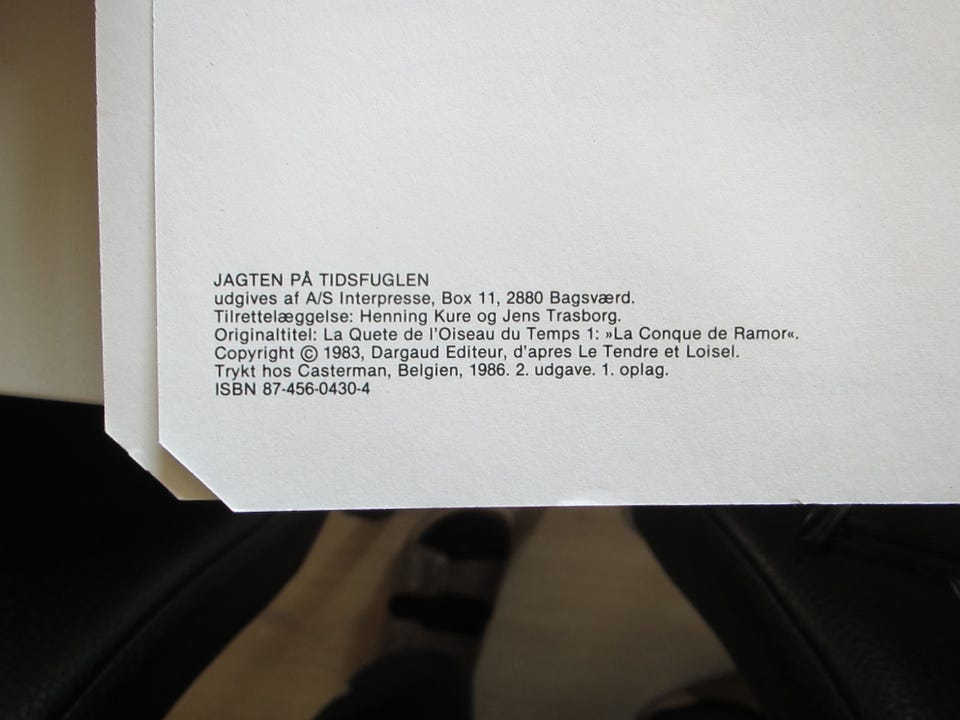 JAGTEN PÅ TIDSFUGLEN
udgives af A/S Interpresse, Box 11, 2880 Bagsværd.
Tilrettelæggelse: Henning Kure og Jens Trasborg.
Originaltitel: La Quete de l'Oiseau du Temps 1: »La Conque de Ramor«.
Copyright © 1983, Dargaud Editeur, d'apres Le Tendre et Loisel.
Trykt hos Casterman, Belgien, 1986. 2. udgave. 1. oplag.
ISBN 87-456-0430-4